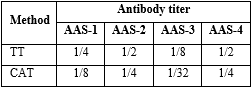 Method Antibody titer
AAS-1 AAS-2 AAS-3 AAS-4
TT 1/4 1/2 1/8 1/2
CAT 1/8 1/4 1/32 1/4